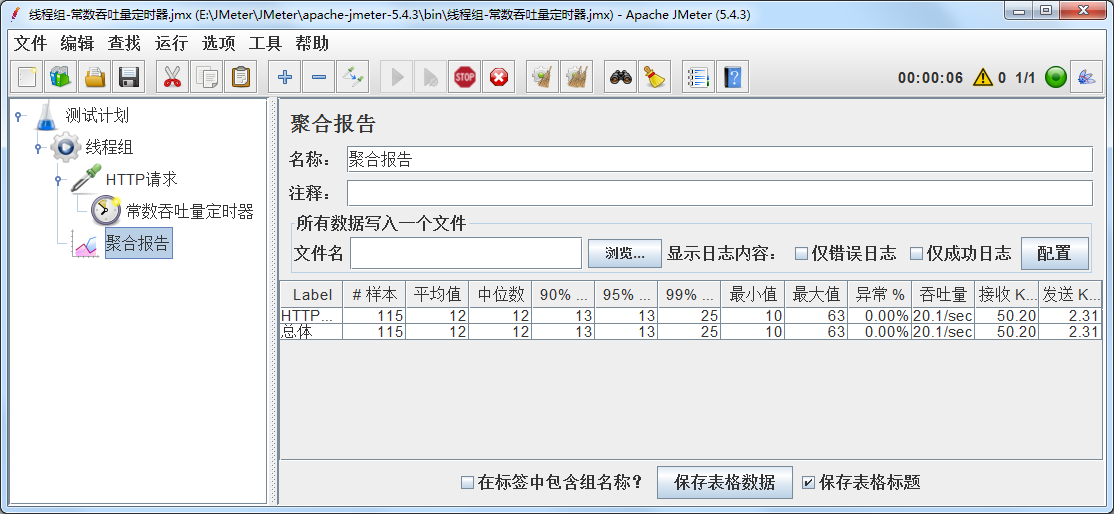 线程组-常数吞吐量定时器.jmx (E:\JMeter\JMeter\apache-jmeter-5.4.3\bin\线程组-常数吞吐量定时器.jmx) - Apache JMeter (5.4.3)
文件 编辑 查找 运行 选项 工具 帮助
STOP 00:00:06 0 1/1
测试计划
线程组
HTTP请求
常数吞吐量定时器
聚合报告
聚合报告
名称： 聚合报告
注释：
所有数据写入一个文件
文件名 浏览... 显示日志内容： 仅错误日志 仅成功日志 配置
Label # 样本 平均值 中位数 90% ... 95% ... 99% ... 最小值 最大值 异常 % 吞吐量 接收 K... 发送 K...
HTTP... 115 12 12 13 13 25 10 63 0.00% 20.1/sec 50.20 2.31
总体 115 12 12 13 13 25 10 63 0.00% 20.1/sec 50.20 2.31
在标签中包含组名称？ 保存表格数据 保存表格标题